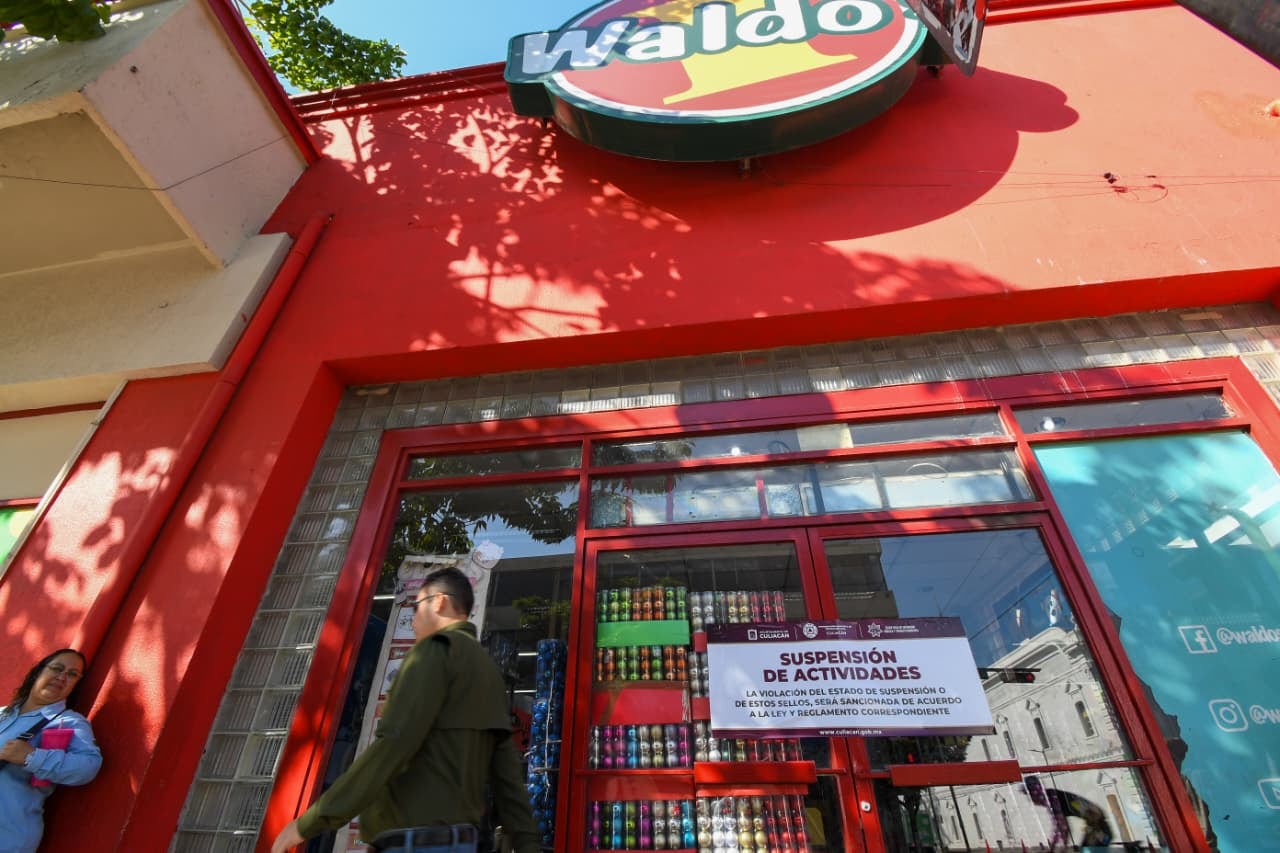 Waldo
CULIACÁN
SUSPENSIÓN
DE ACTIVIDADES
LA VIOLACIÓN DEL ESTADO DE SUSPENSIÓN O
DE ESTOS SELLOS, SERÁ SANCIONADA DE ACUERDO
A LA LEY Y REGLAMENTO CORRESPONDIENTE
www.culiacan.gob.mx
@waldo
@w